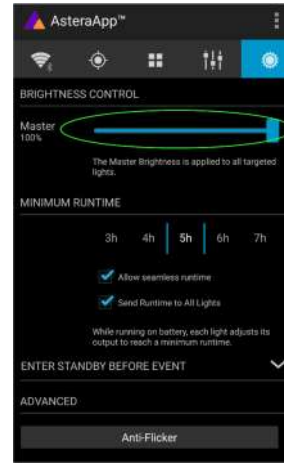 AsteraApp™
BRIGHTNESS CONTROL
Master
100%
The Master Brightness is applied to all targeted
lights.
MINIMUM RUNTIME
3h 4h 5h 6h 7h
Allow seamless runtime
Send Runtime to All Lights
While running on battery, each light adjusts its
output to reach a minimum runtime.
ENTER STANDBY BEFORE EVENT
ADVANCED
Anti-Flicker